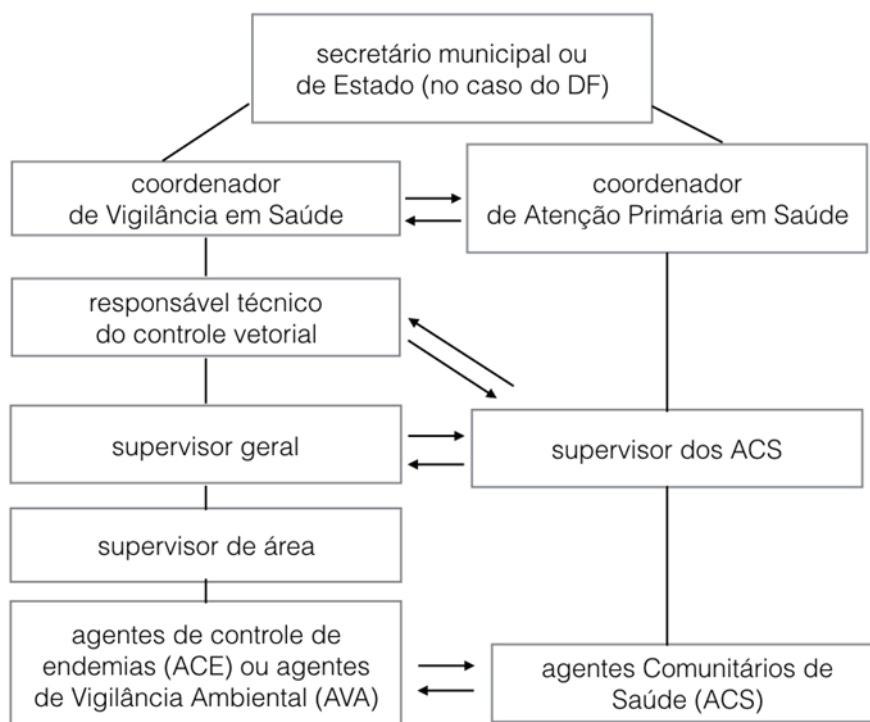 secretário municipal ou
de Estado (no caso do DF)
coordenador
de Vigilância em Saúde
coordenador
de Atenção Primária em Saúde
responsável técnico
do controle vetorial
supervisor geral
supervisor dos ACS
supervisor de área
agentes de controle de
endemias (ACE) ou agentes
de Vigilância Ambiental (AVA)
agentes Comunitários de
Saúde (ACS)